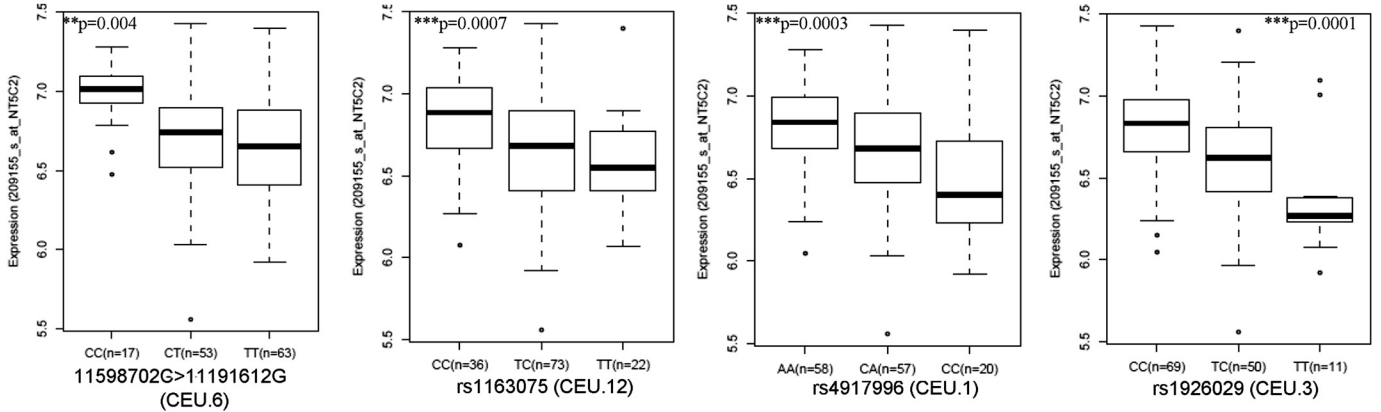 **p=0.004
7.5
7.0
6.5
6.0
5.5
Expression (209155_s_at_NT5C2)
CC(n=17) CT(n=53) TT(n=63)
11598702G>11191612G
(CEU.6)
***p=0.0007
7.5
7.0
6.5
6.0
5.5
Expression (209155_s_at_NT5C2)
CC(n=36) TC(n=73) TT(n=22)
rs1163075 (CEU.12)
***p=0.0003
7.5
7.0
6.5
6.0
5.5
Expression (209155_s_at_NT5C2)
AA(n=58) CA(n=57) CC(n=20)
rs4917996 (CEU.1)
***p=0.0001
7.5
7.0
6.5
6.0
5.5
Expression (209155_s_at_NT5C2)
CC(n=69) TC(n=50) TT(n=11)
rs1926029 (CEU.3)